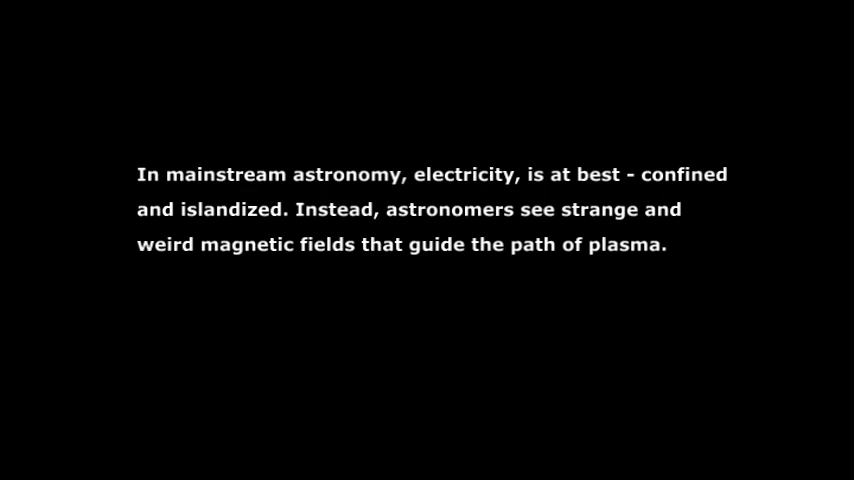 In mainstream astronomy, electricity, is at best - confined
and islandized. Instead, astronomers see strange and
weird magnetic fields that guide the path of plasma.